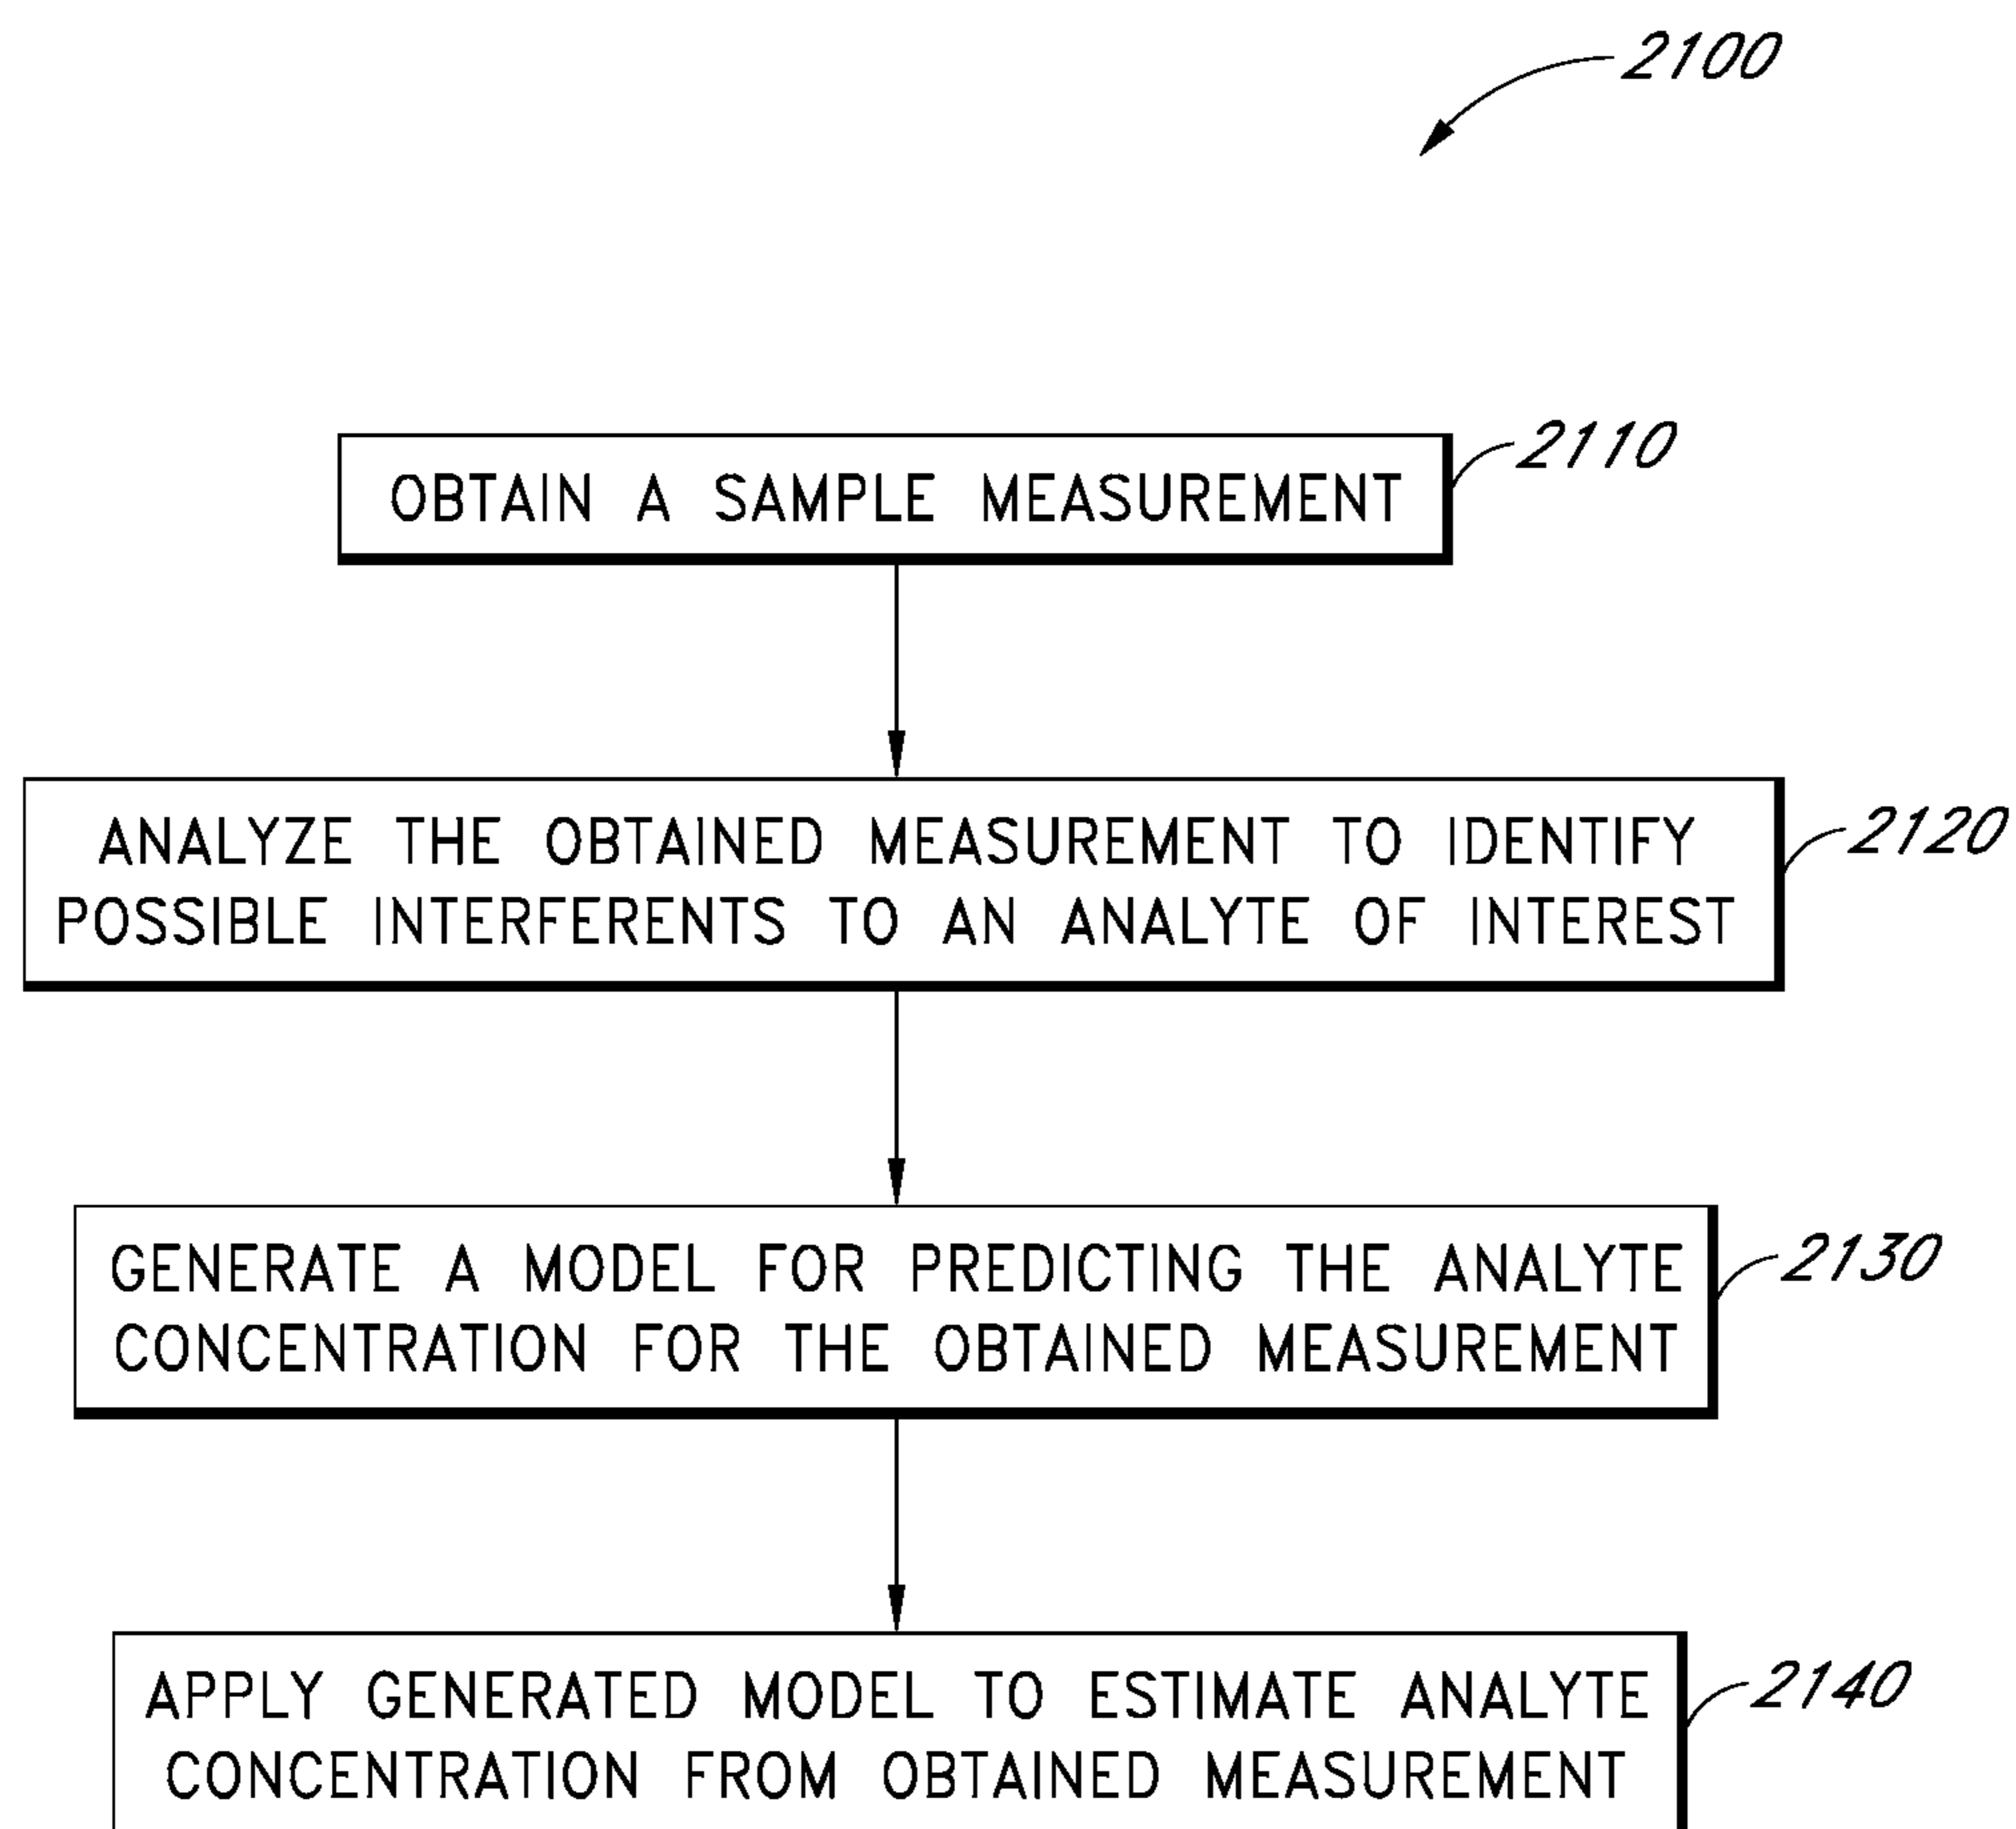 2100
OBTAIN A SAMPLE MEASUREMENT
2110
ANALYZE THE OBTAINED MEASUREMENT TO IDENTIFY
POSSIBLE INTERFERENTS TO AN ANALYTE OF INTEREST
2120
GENERATE A MODEL FOR PREDICTING THE ANALYTE
CONCENTRATION FOR THE OBTAINED MEASUREMENT
2130
APPLY GENERATED MODEL TO ESTIMATE ANALYTE
CONCENTRATION FROM OBTAINED MEASUREMENT
2140